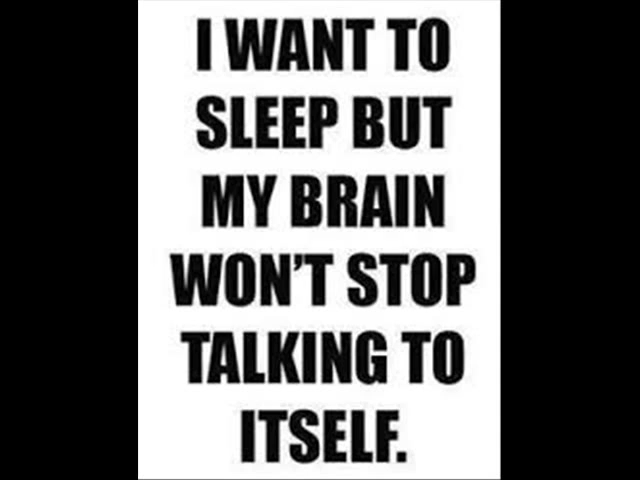 I WANT TO
SLEEP BUT
MY BRAIN
WON'T STOP
TALKING TO
ITSELF.